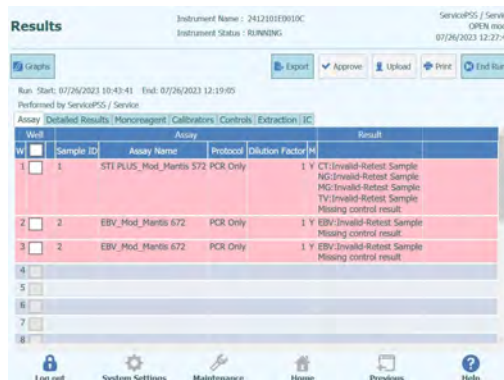 Results
Instrument Name : 2412101E0010C
Instrument Status : RUNNING
ServicePSS / Servic
OPEN mod
07/26/2023 12:27:4
Graphs
Export
Approve
Upload
Print
End Run
Run Start: 07/26/2023 10:43:41 End: 07/26/2023 12:19:05
Performed by ServicePSS / Service
Assay Detailed Results Monoreagent Calibrators Controls Extraction IC
Well Assay Result
W Sample ID Assay Name Protocol Dilution Factor M
1 1 STI PLUS_Mod_Mantis 572 PCR Only 1 Y CT:Invalid-Retest Sample
NG:Invalid-Retest Sample
MG:Invalid-Retest Sample
TV:Invalid-Retest Sample
Missing control result
2 2 EBV_Mod_Mantis 672 PCR Only 1 Y EBV:Invalid-Retest Sample
Missing control result
3 2 EBV_Mod_Mantis 672 PCR Only 1 Y EBV:Invalid-Retest Sample
Missing control result
4
5
6
7
8
Log out System Settings Maintenance Home Previous Help